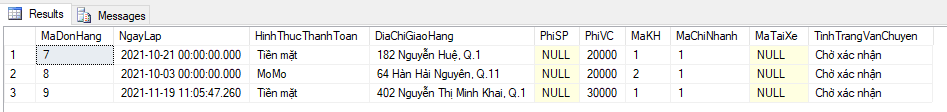 Results Messages
MaDonHang NgayLap HinhThucThanhToan DiaChiGiaoHang PhiSP PhiVC MaKH MaChiNhanh MaTaiXe TinhTrangVanChuyen
1 7 2021-10-21 00:00:00.000 Tiền mặt 182 Nguyễn Huệ, Q.1 NULL 20000 1 1 NULL Chờ xác nhận
2 8 2021-10-03 00:00:00.000 MoMo 64 Hàn Hải Nguyên, Q.11 NULL 20000 2 1 NULL Chờ xác nhận
3 9 2021-11-19 11:05:47.260 Tiền mặt 402 Nguyễn Thị Minh Khai, Q.1 NULL 30000 1 1 NULL Chờ xác nhận